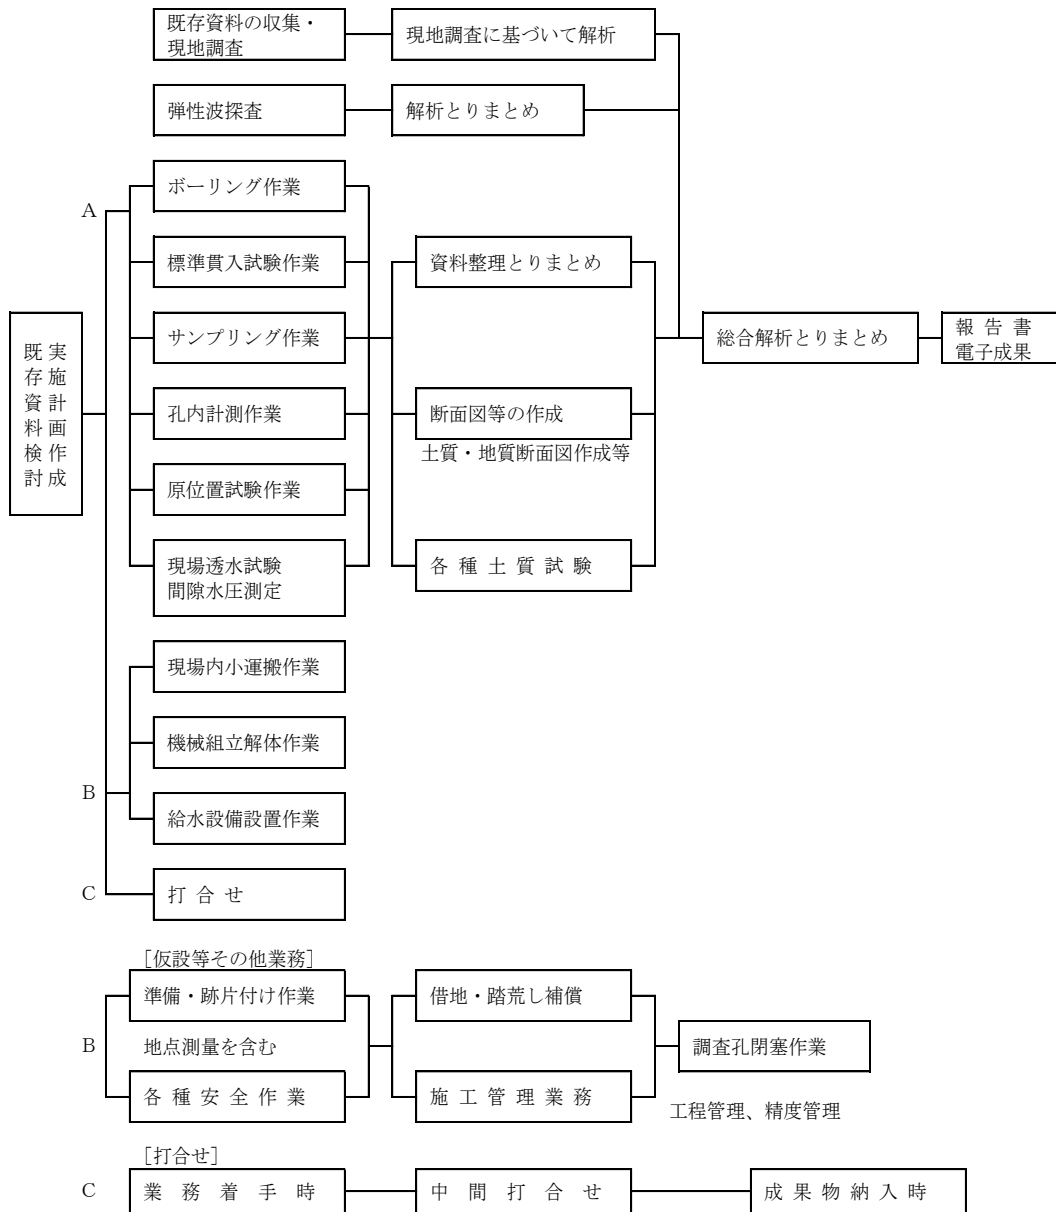 既存資料の収集・
現地調査
現地調査に基づいて解析
弾性波探査
解析とりまとめ
A
ボーリング作業
標準貫入試験作業
資料整理とりまとめ
サンプリング作業
総合解析とりまとめ
報告書
電子成果
実施計画作成
既存資料検討
孔内計測作業
断面図等の作成
土質・地質断面図作成等
原位置試験作業
現場透水試験
間隙水圧測定
各種土質試験
現場内小運搬作業
機械組立解体作業
B
給水設備設置作業
C
打合せ
［仮設等その他業務］
準備・跡片付け作業
借地・踏荒し補償
B
地点測量を含む
調査孔閉塞作業
各種安全作業
施工管理業務
工程管理、精度管理
［打合せ］
C
業務着手時
中間打合せ
成果物納入時